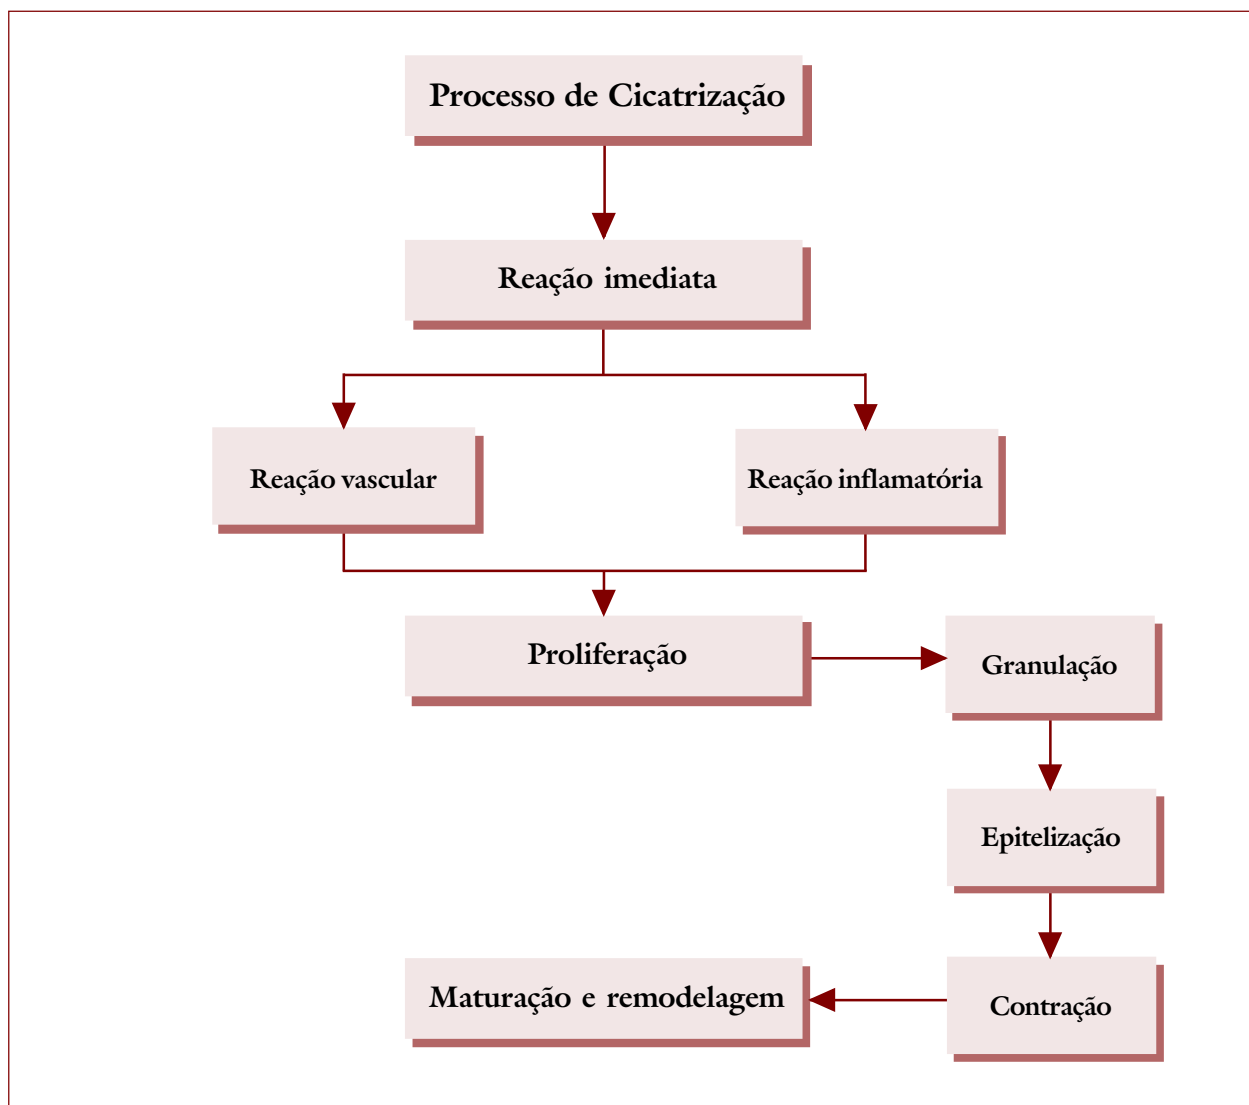 Processo de Cicatrização
Reação imediata
Reação vascular
Reação inflamatória
Proliferação
Granulação
Epitelização
Contração
Maturação e remodelagem